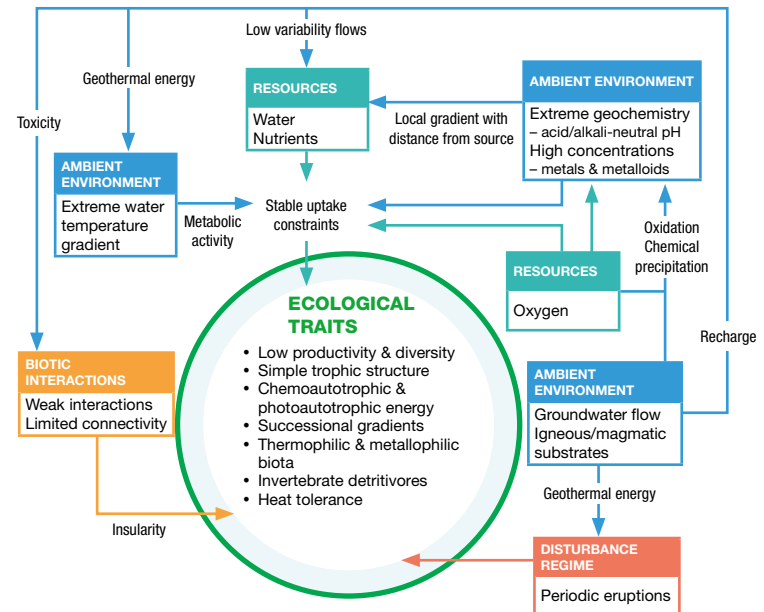 Low variability flows
Geothermal energy
Toxicity
RESOURCES
Water
Nutrients
AMBIENT ENVIRONMENT
Extreme geochemistry
– acid/alkali-neutral pH
High concentrations
– metals & metalloids
Local gradient with
distance from source
AMBIENT
ENVIRONMENT
Extreme water
temperature
gradient
Metabolic
activity
Stable uptake
constraints
Oxidation
Chemical
precipitation
RESOURCES
Oxygen
Recharge
ECOLOGICAL
TRAITS
• Low productivity & diversity
• Simple trophic structure
• Chemoautotrophic &
photoautotrophic energy
• Successional gradients
• Thermophilic & metallophilic
biota
• Invertebrate detritivores
• Heat tolerance
BIOTIC
INTERACTIONS
Weak interactions
Limited connectivity
Insularity
AMBIENT
ENVIRONMENT
Groundwater flow
Igneous/magmatic
substrates
Geothermal energy
DISTURBANCE
REGIME
Periodic eruptions